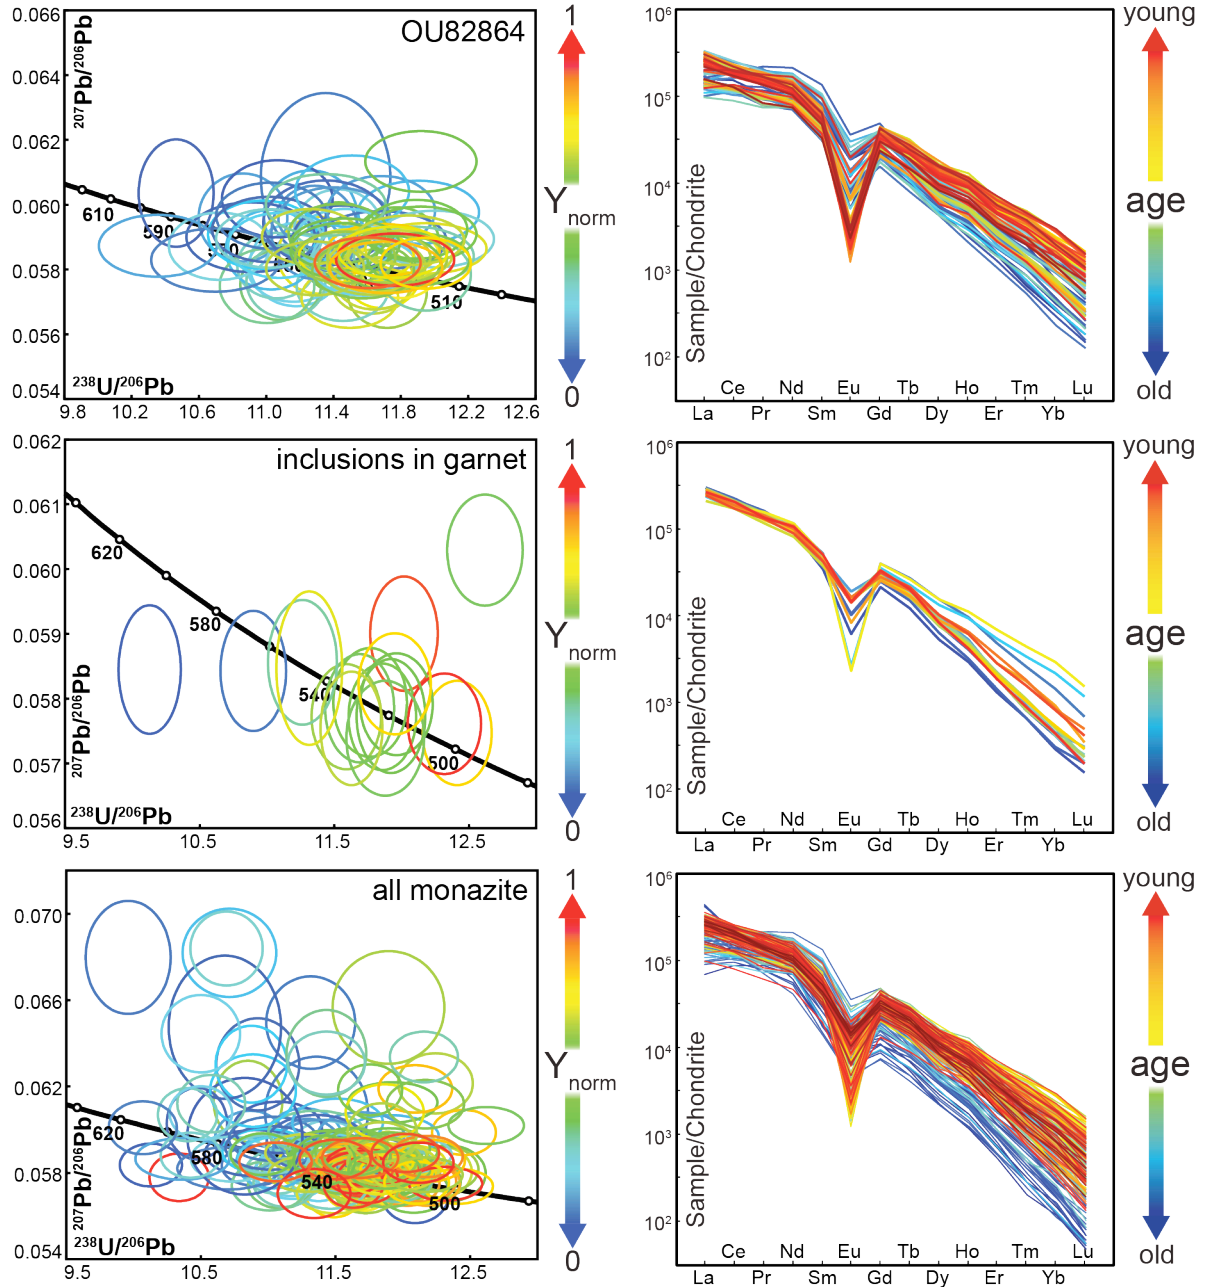 OU82864
207Pb/206Pb
238U/206Pb
0.066
0.064
0.062
0.060
0.058
0.056
0.054
9.8 10.2 10.6 11.0 11.4 11.8 12.2 12.6
610
590
510
1
Ynorm
0
10^6
10^5
10^4
10^3
10^2
Sample/Chondrite
Ce Nd Eu Tb Ho Tm Lu
La Pr Sm Gd Dy Er Yb
young
age
old
inclusions in garnet
207Pb/206Pb
238U/206Pb
0.062
0.061
0.060
0.059
0.058
0.057
0.056
9.5 10.5 11.5 12.5
620
580
540
500
1
Ynorm
0
10^6
10^5
10^4
10^3
10^2
Sample/Chondrite
Ce Nd Eu Tb Ho Tm Lu
La Pr Sm Gd Dy Er Yb
young
age
old
all monazite
207Pb/206Pb
238U/206Pb
0.070
0.066
0.062
0.058
0.054
9.5 10.5 11.5 12.5
620
580
540
500
1
Ynorm
0
10^6
10^5
10^4
10^3
10^2
Sample/Chondrite
Ce Nd Eu Tb Ho Tm Lu
La Pr Sm Gd Dy Er Yb
young
age
old